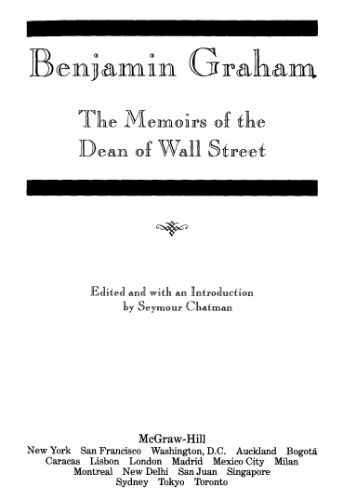 Benjamin Graham
The Memoirs of the
Dean of Wall Street
Edited and with an Introduction
by Seymour Chatman
McGraw-Hill
New York San Francisco Washington, D.C. Auckland Bogotá
Caracas Lisbon London Madrid Mexico City Milan
Montreal New Delhi San Juan Singapore
Sydney Tokyo Toronto